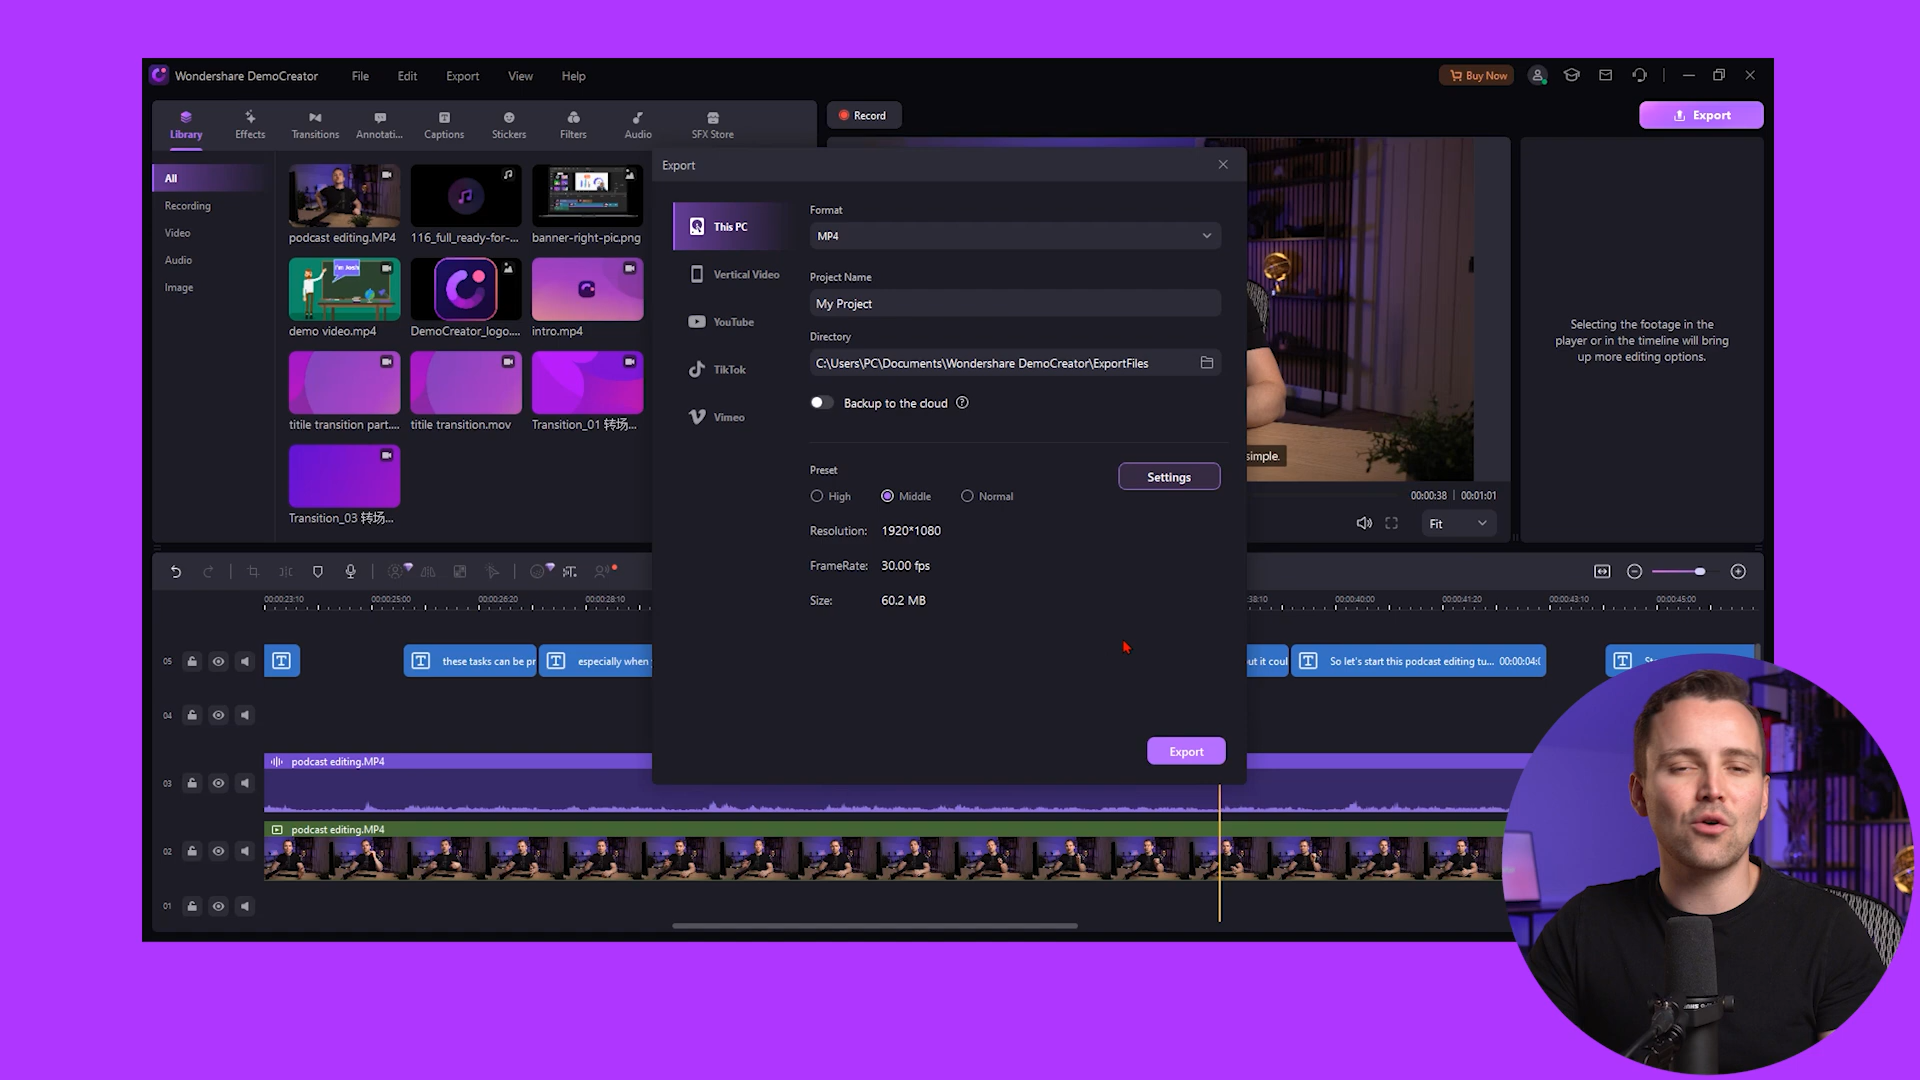 Wondershare DemoCreator File Edit Export View Help Buy Now
Library Effects Transitions Annotati... Captions Stickers Filters Audio SFX Store Record Export
All
Recording
Video
Audio
Image
podcast editing.MP4 116_full_ready-for-... banner-right-pic.png
I'm Jack!
demo video.mp4 DemoCreator_logo.... intro.mp4
titile transition part.... titile transition.mov Transition_01 转场...
Transition_03 转场...
Export
This PC
Vertical Video
YouTube
TikTok
Vimeo
Format
MP4
Project Name
My Project
Directory
C:\Users\PC\Documents\Wondershare DemoCreator\ExportFiles
Backup to the cloud
Preset
Settings
High Middle Normal
Resolution: 1920*1080
FrameRate: 30.00 fps
Size: 60.2 MB
Export
simple.
00:00:38 | 00:01:01
Fit
Selecting the footage in the
player or in the timeline will bring
up more editing options.
00:00:23:10 00:00:25:00 00:00:26:20 00:00:28:10 :38:10 00:00:40:00 00:00:41:20 00:00:43:10 00:00:45:00
05 these tasks can be pr especially when ut it coul So let's start this podcast editing tu... 00:00:04:(
04
podcast editing.MP4
03
podcast editing.MP4
02
01